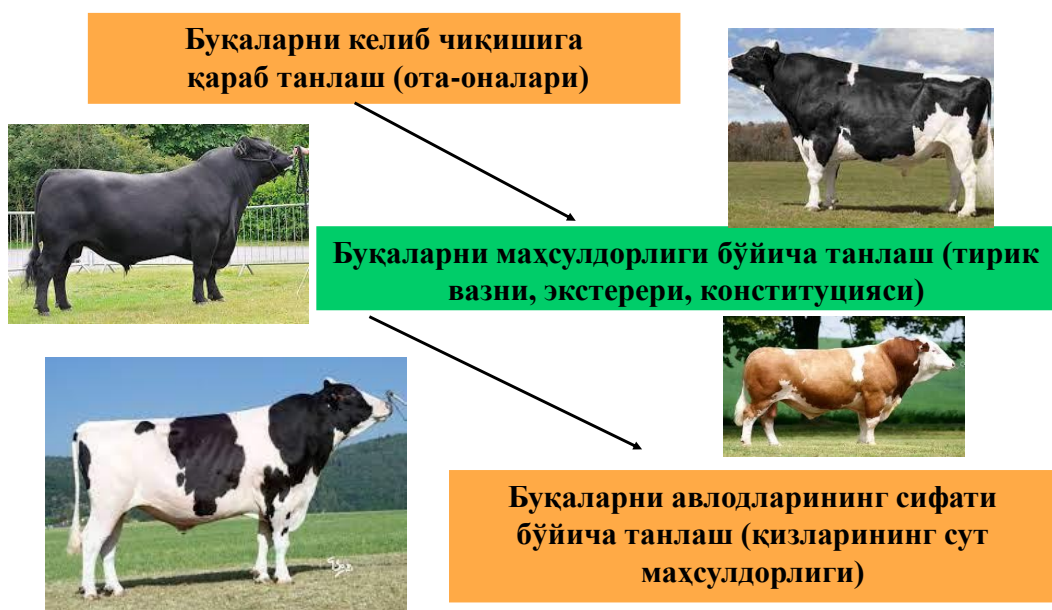 Буқаларни келиб чиқишига
қараб танлаш (ота-оналари)
Буқаларни маҳсулдорлиги бўйича танлаш (тирик
вазни, экстерери, конституцияси)
Буқаларни авлодларининг сифати
бўйича танлаш (қизларининг сут
маҳсулдорлиги)